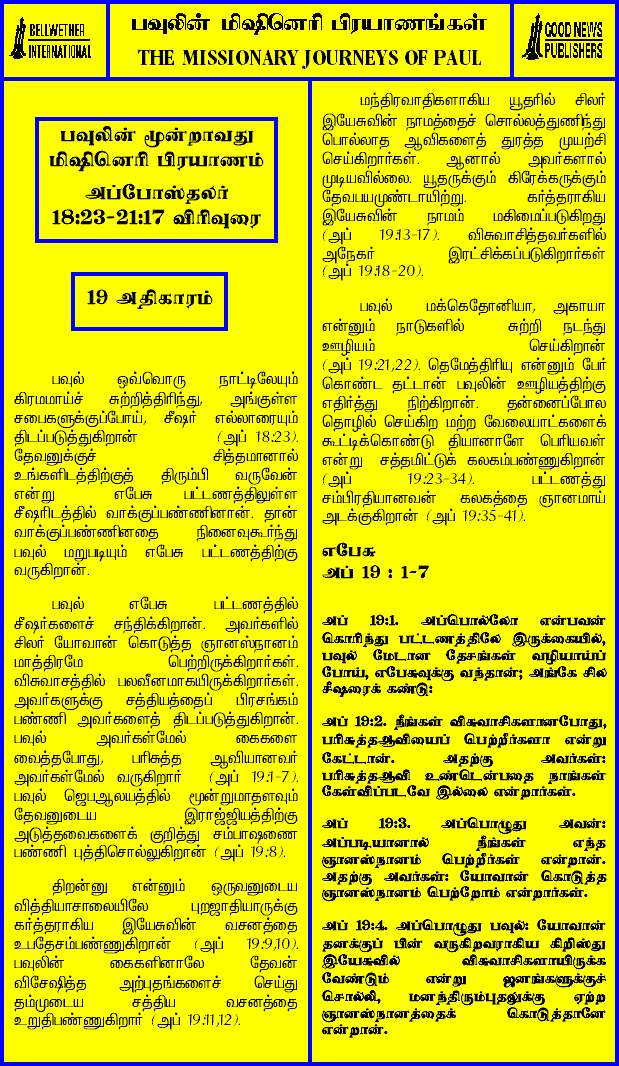 BELLWETHER
INTERNATIONAL
பவுலின் மிஷினெரி பிரயாணங்கள்
THE MISSIONARY JOURNEYS OF PAUL
GOOD NEWS
PUBLISHERS
பவுலின் மூன்றாவது
மிஷினெரி பிரயாணம்
அப்போஸ்தலர்
18:23-21:17 விரிவுரை
19 அதிகாரம்
பவுல் ஒவ்வொரு நாட்டிலேயும்
கிரமமாய்ச் சுற்றித்திரிந்து, அங்குள்ள
சபைகளுக்குப்போய், சீஷர் எல்லாரையும்
திடப்படுத்துகிறான் (அப் 18:23).
தேவனுக்குச் சித்தமானால்
உங்களிடத்திற்குத் திரும்பி வருவேன்
என்று எபேசு பட்டணத்திலுள்ள
சீஷரிடத்தில் வாக்குப்பண்ணினான். தான்
வாக்குப்பண்ணினதை நினைவுகூர்ந்து
பவுல் மறுபடியும் எபேசு பட்டணத்திற்கு
வருகிறான்.
பவுல் எபேசு பட்டணத்தில்
சீஷர்களைச் சந்திக்கிறான். அவர்களில்
சிலர் யோவான் கொடுத்த ஞானஸ்நானம்
மாத்திரமே பெற்றிருக்கிறார்கள்.
விசுவாசத்தில் பலவீனமாகயிருக்கிறார்கள்.
அவர்களுக்கு சத்தியத்தைப் பிரசங்கம்
பண்ணி அவர்களைத் திடப்படுத்துகிறான்.
பவுல் அவர்கள்மேல் கைகளை
வைத்தபோது, பரிசுத்த ஆவியானவர்
அவர்கள்மேல் வருகிறார் (அப் 19:1-7).
பவுல் ஜெபஆலயத்தில் மூன்றுமாதளவும்
தேவனுடைய இராஜ்ஜியத்திற்கு
அடுத்தவைகளைக் குறித்து சம்பாஷணை
பண்ணி புத்திசொல்லுகிறான் (அப் 19:8).
திறன்னு என்னும் ஒருவனுடைய
வித்தியாசாலையிலே புறஜாதியாருக்கு
கர்த்தராகிய இயேசுவின் வசனத்தை
உபதேசம்பண்ணுகிறான் (அப் 19:9,10).
பவுலின் கைகளினாலே தேவன்
விசேஷித்த அற்புதங்களைச் செய்து
தம்முடைய சத்திய வசனத்தை
உறுதிபண்ணுகிறார் (அப் 19:11,12).
மந்திரவாதிகளாகிய யூதரில் சிலர்
இயேசுவின் நாமத்தைச் சொல்லத்துணிந்து
பொல்லாத ஆவிகளைத் துரத்த முயற்சி
செய்கிறார்கள். ஆனால் அவர்களால்
முடியவில்லை. யூதருக்கும் கிரேக்கருக்கும்
தேவபயமுண்டாயிற்று. கர்த்தராகிய
இயேசுவின் நாமம் மகிமைப்படுகிறது
(அப் 19:13-17). விசுவாசித்தவர்களில்
அநேகர் இரட்சிக்கப்படுகிறார்கள்
(அப் 19:18-20).
பவுல் மக்கெதோனியா, அகாயா
என்னும் நாடுகளில் சுற்றி நடந்து
ஊழியம் செய்கிறான்
(அப் 19:21,22). தெமேத்திரியு என்னும் பேர்
கொண்ட தட்டான் பவுலின் ஊழியத்திற்கு
எதிர்த்து நிற்கிறான். தன்னைப்போல
தொழில் செய்கிற மற்ற வேலையாட்களைக்
கூட்டிக்கொண்டு தியானாளே பெரியவள்
என்று சத்தமிட்டுக் கலகம்பண்ணுகிறான்
(அப் 19:23-34). பட்டணத்து
சம்பிரதியானவன் கலகத்தை ஞானமாய்
அடக்குகிறான் (அப் 19:35-41).
எபேசு
அப் 19 : 1-7
அப் 19:1. அப்பொல்லோ என்பவன்
கொரிந்து பட்டணத்திலே இருக்கையில்,
பவுல் மேடான தேசங்கள் வழியாய்ப்
போய், எபேசுவுக்கு வந்தான்; அங்கே சில
சீஷரைக் கண்டு:
அப் 19:2. நீங்கள் விசுவாசிகளானபோது,
பரிசுத்தஆவியைப் பெற்றீர்களா என்று
கேட்டான். அதற்கு அவர்கள்:
பரிசுத்தஆவி உண்டென்பதை நாங்கள்
கேள்விப்படவே இல்லை என்றார்கள்.
அப் 19:3. அப்பொழுது அவன்:
அப்படியானால் நீங்கள் எந்த
ஞானஸ்நானம் பெற்றீர்கள் என்றான்.
அதற்கு அவர்கள்: யோவான் கொடுத்த
ஞானஸ்நானம் பெற்றோம் என்றார்கள்.
அப் 19:4. அப்பொழுது பவுல்: யோவான்
தனக்குப் பின் வருகிறவராகிய கிறிஸ்து
இயேசுவில் விசுவாசிகளாயிருக்க
வேண்டும் என்று ஜனங்களுக்குச்
சொல்லி, மனந்திரும்புதலுக்கு ஏற்ற
ஞானஸ்நானத்தைக் கொடுத்தானே
என்றான்.